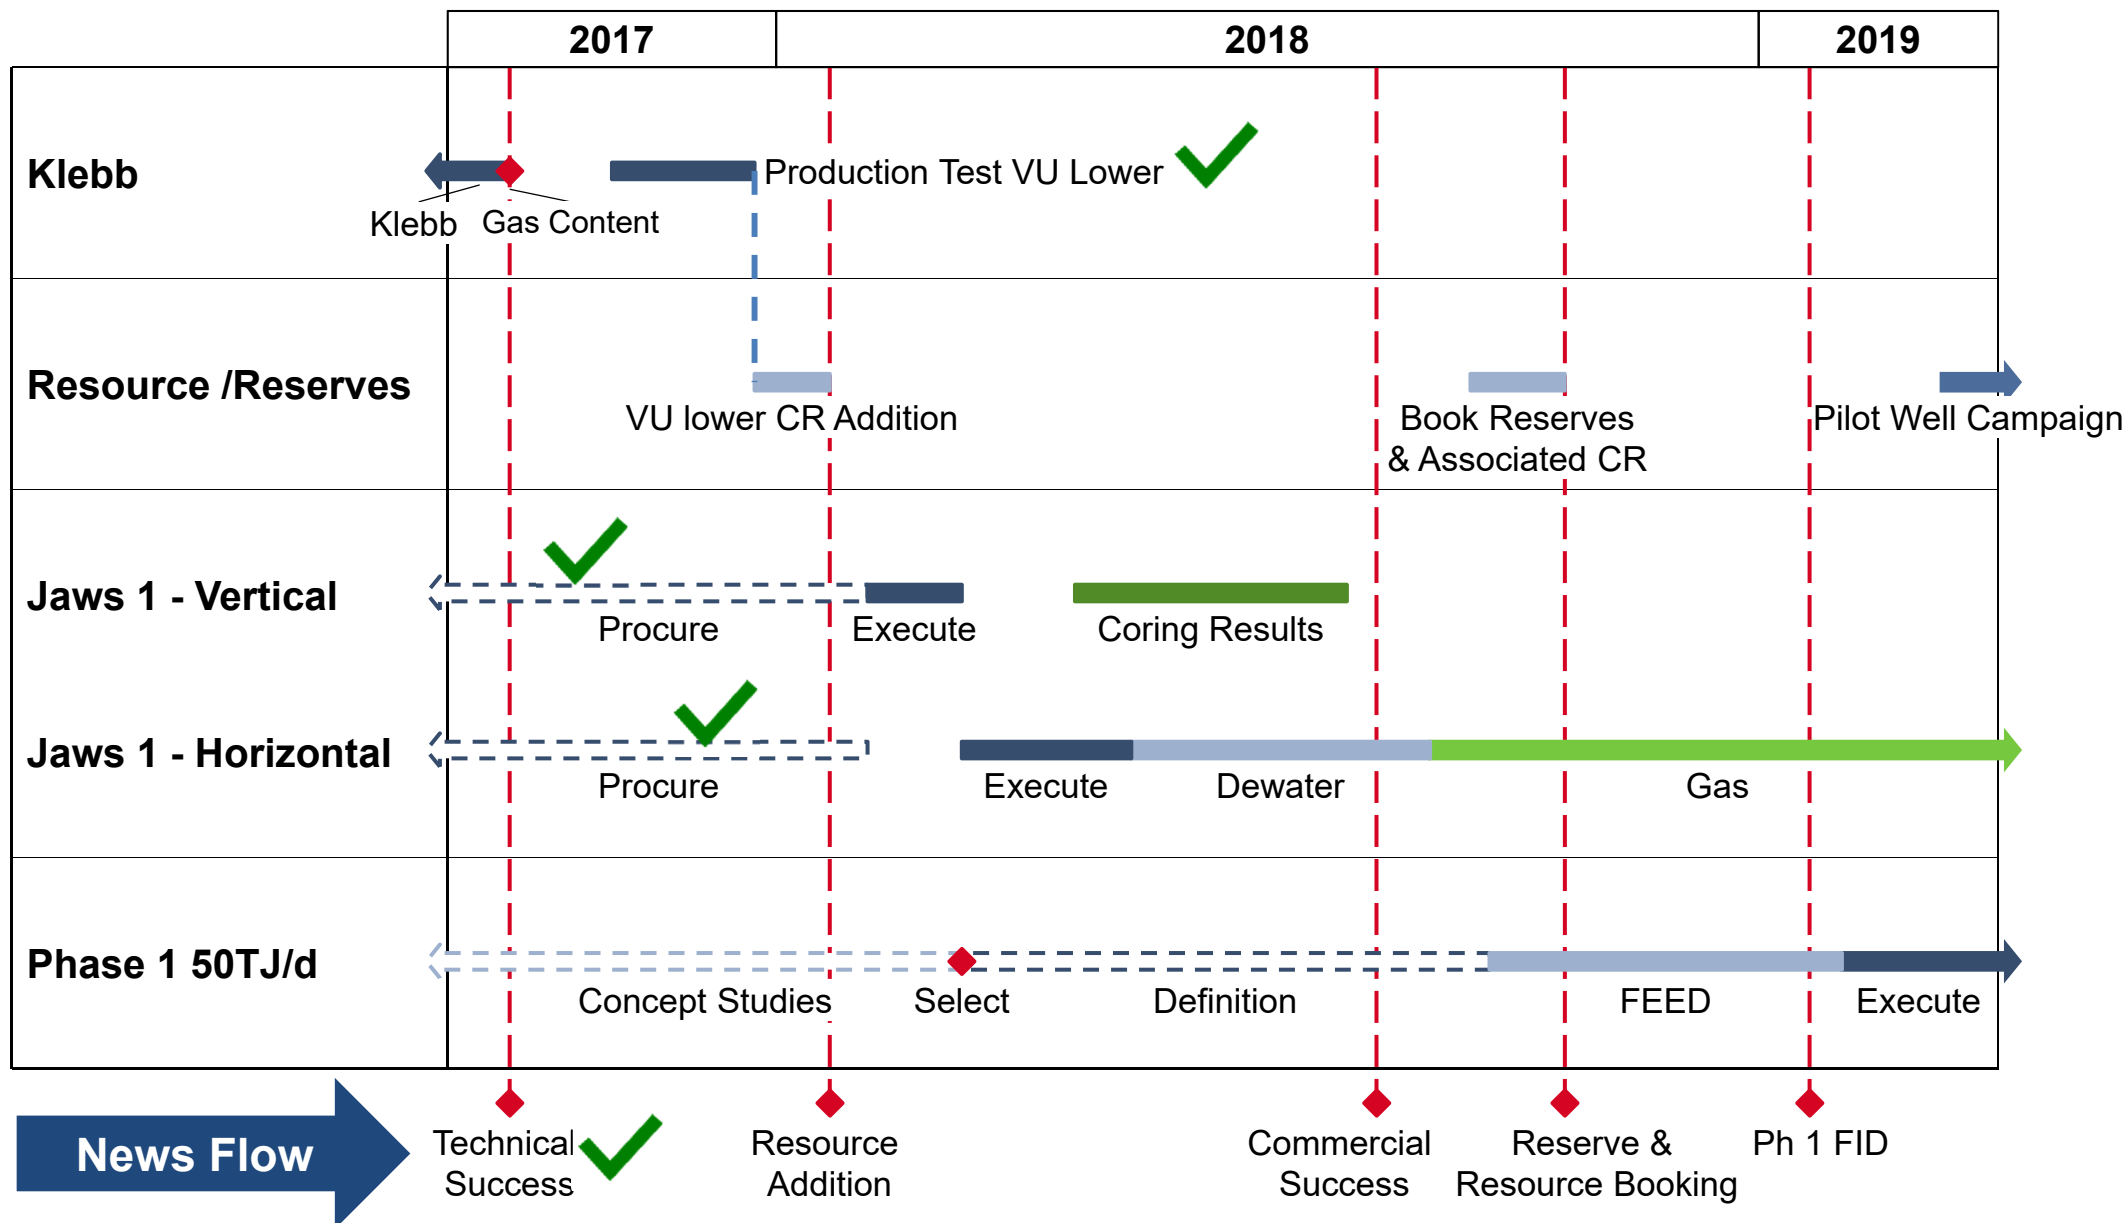 2017
2018
2019
Klebb
Production Test VU Lower
Klebb
Gas Content
Resource /Reserves
VU lower CR Addition
Book Reserves
& Associated CR
Pilot Well Campaign
Jaws 1 - Vertical
Procure
Execute
Coring Results
Jaws 1 - Horizontal
Procure
Execute
Dewater
Gas
Phase 1 50TJ/d
Concept Studies
Select
Definition
FEED
Execute
News Flow
Technical
Success
Resource
Addition
Commercial
Success
Reserve &
Resource Booking
Ph 1 FID